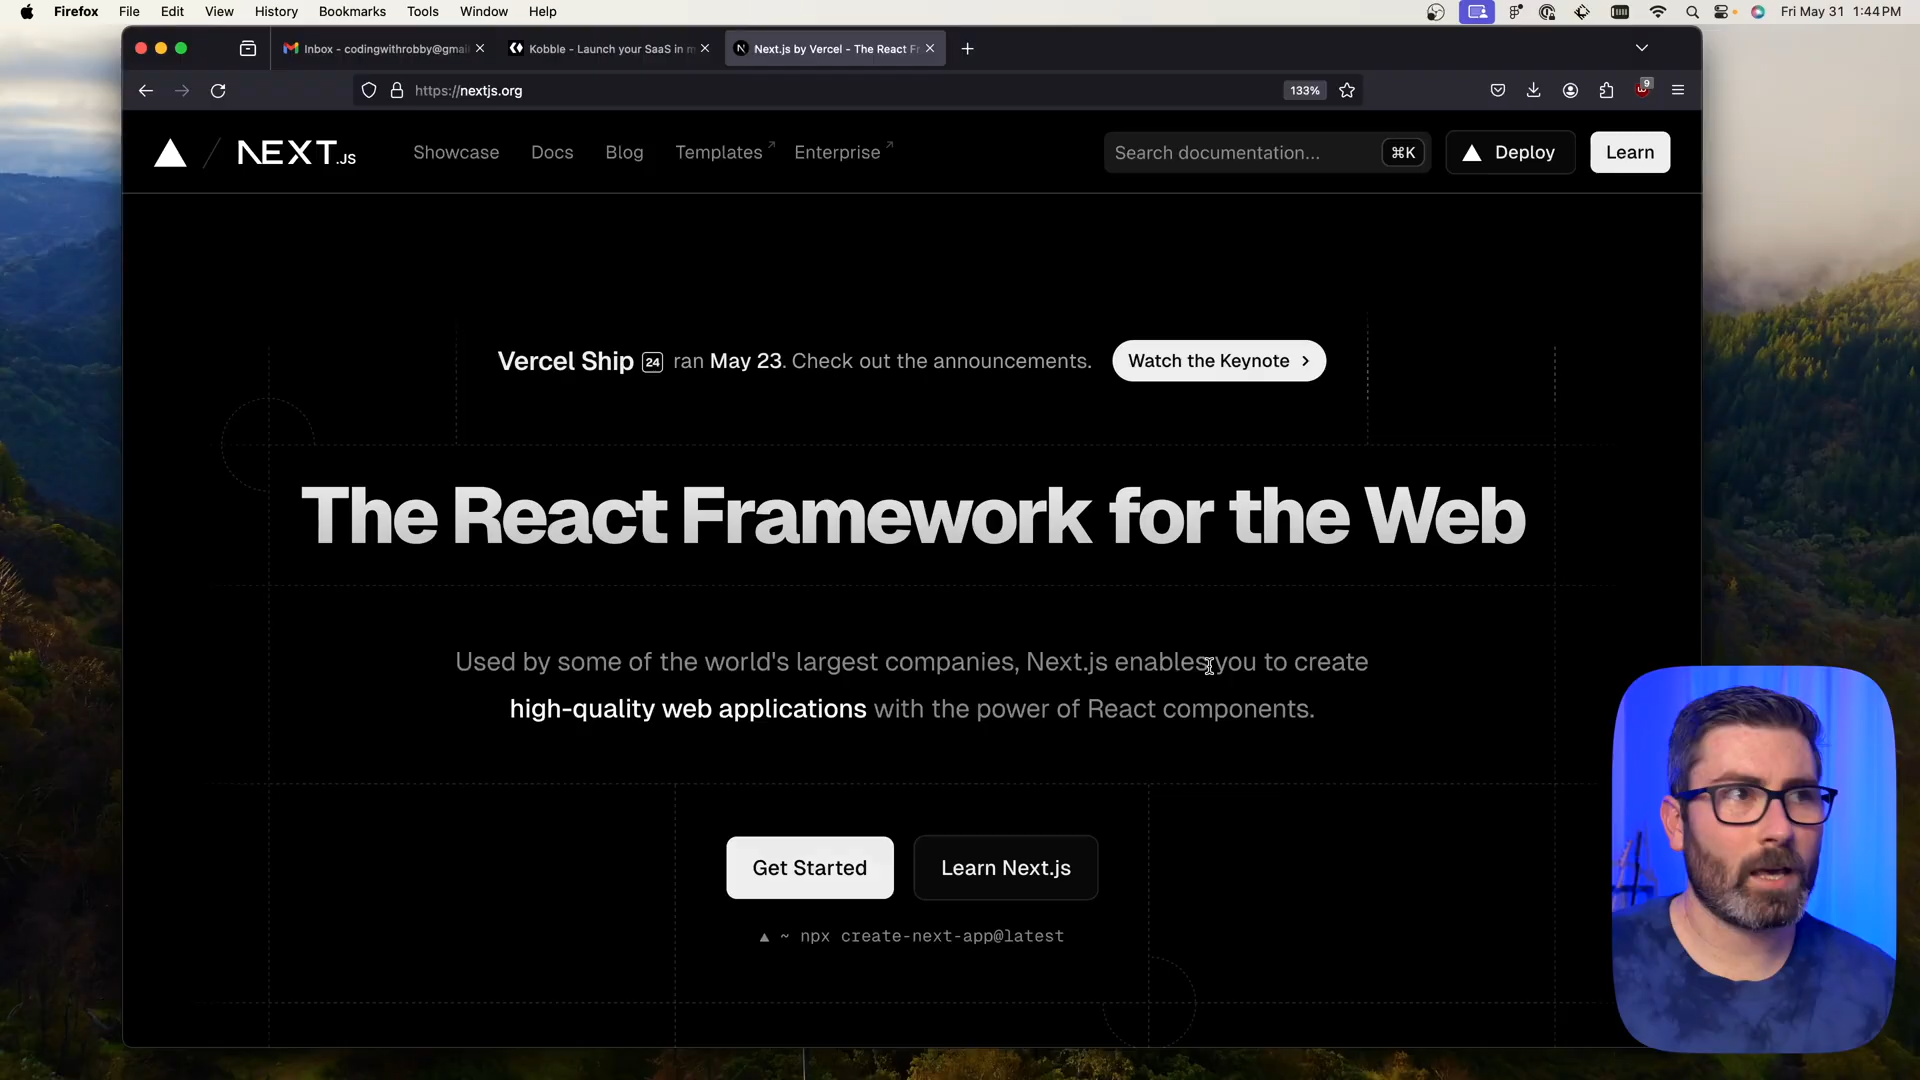 Firefox File Edit View History Bookmarks Tools Window Help Fri May 31 1:44 PM
Inbox - codingwithrobby@gmai Kobble - Launch your SaaS in m Next.js by Vercel - The React Fr
https://nextjs.org 133% 9
NEXT.JS Showcase Docs Blog Templates Enterprise Search documentation... ⌘K Deploy Learn
Vercel Ship 24 ran May 23. Check out the announcements. Watch the Keynote
The React Framework for the Web
Used by some of the world's largest companies, Next.js enables you to create
high-quality web applications with the power of React components.
Get Started Learn Next.js
▲ ~ npx create-next-app@latest